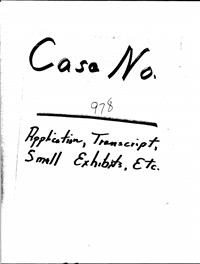 Case No.
978
Application, Transcript,
Small Exhibits, Etc.